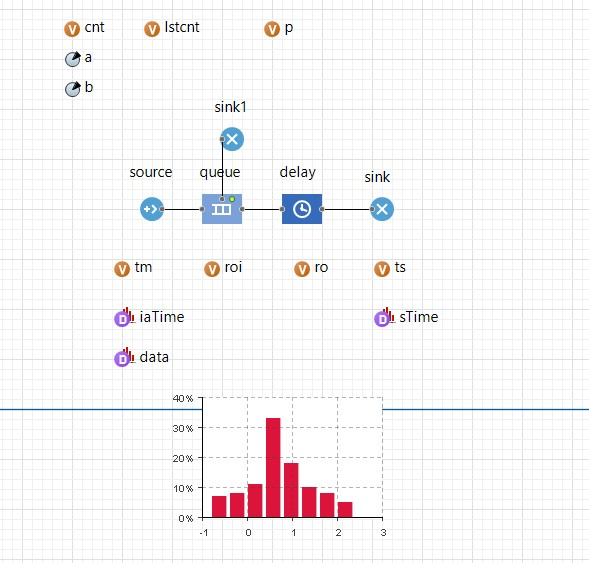 cnt lstcnt p
a
b
sink1
source queue delay sink
tm roi ro ts
iaTime sTime
data
40%
30%
20%
10%
0%
-1 0 1 2 3